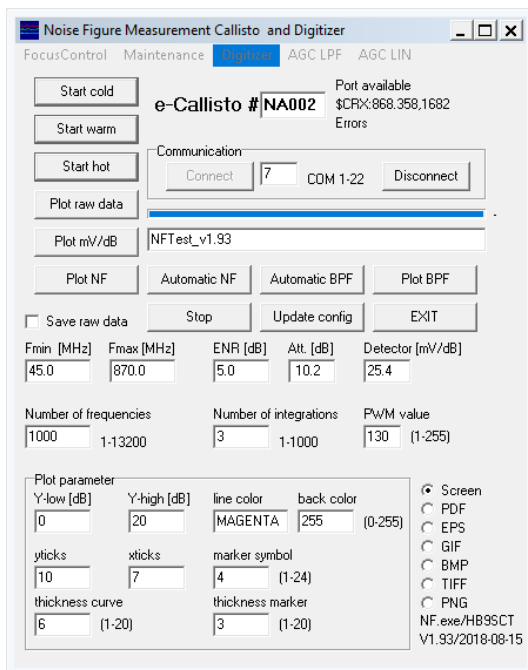 Noise Figure Measurement Callisto and Digitizer
FocusControl Maintenance Digitizer AGC LPF AGC LIN
Start cold
e-Callisto # NA002
Port available
$CRX:868.358,1682
Errors
Start warm
Start hot
Communication
Connect 7 COM 1-22 Disconnect
Plot raw data
.
Plot mV/dB
NFTest_v1.93
Plot NF Automatic NF Automatic BPF Plot BPF
Save raw data Stop Update config EXIT
Fmin [MHz] Fmax [MHz] ENR [dB] Att. [dB] Detector [mV/dB]
45.0 870.0 5.0 10.2 25.4
Number of frequencies Number of integrations PWM value
1000 1-13200 3 1-1000 130 (1-255)
Plot parameter
Y-low [dB] Y-high [dB] line color back color
0 20 MAGENTA 255 (0-255)
yticks xticks marker symbol
10 7 4 (1-24)
thickness curve thickness marker
6 (1-20) 3 (1-20)
Screen
PDF
EPS
GIF
BMP
TIFF
PNG
NF.exe/HB9SCT
V1.93/2018-08-15